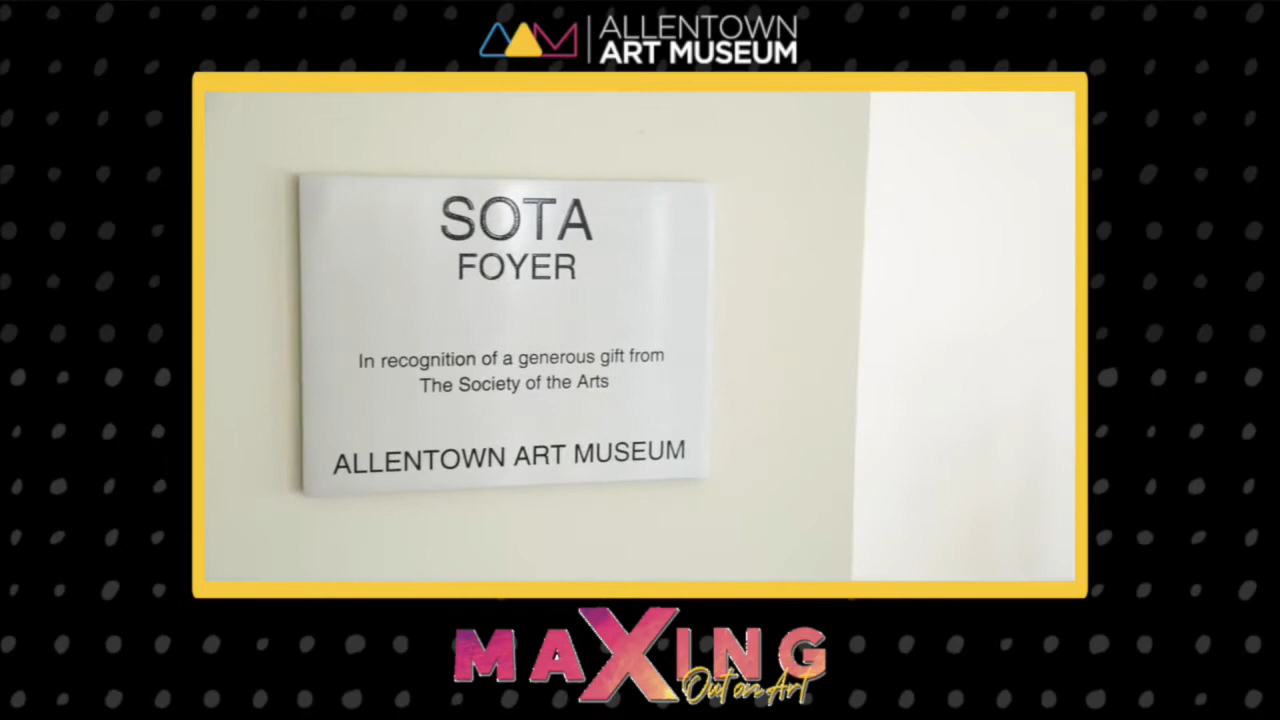 ALLENTOWN
ART MUSEUM
SOTA
FOYER
In recognition of a generous gift from
The Society of the Arts
ALLENTOWN ART MUSEUM
MAXING
Out on Art